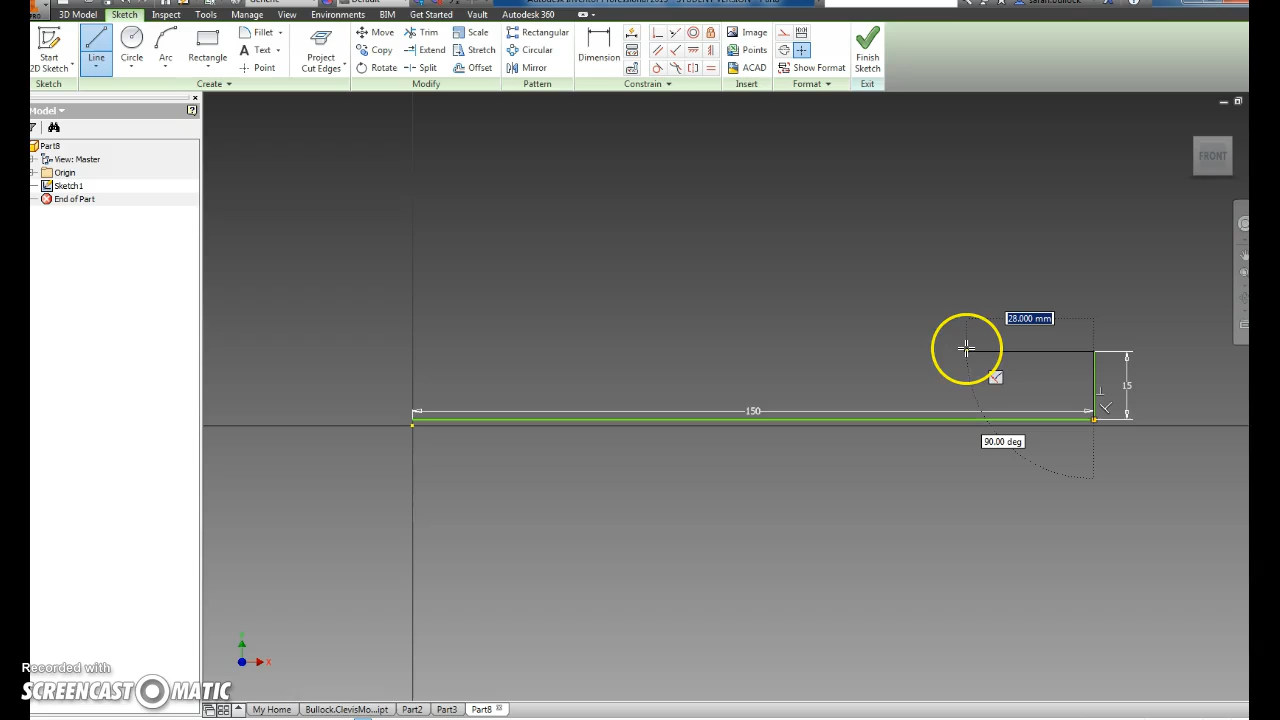 PRO
3D Model Sketch Inspect Tools Manage View Environments BIM Get Started Vault Autodesk 360
Start
2D Sketch
Line
Circle
Arc
Rectangle
Fillet
Text
Point
Project
Cut Edges
Move
Copy
Rotate
Trim
Extend
Split
Scale
Stretch
Offset
Rectangular
Circular
Mirror
Dimension
Image
Points
ACAD
Show Format
Finish
Sketch
Sketch Create Modify Pattern Constrain Insert Format Exit
Model
Part8
View: Master
Origin
Sketch1
End of Part
FRONT
28.000 mm
15
150
90.00 deg
X
Recorded with
SCREENCAST MATIC
My Home Bullock.ClevisMo...ipt Part2 Part3 Part8